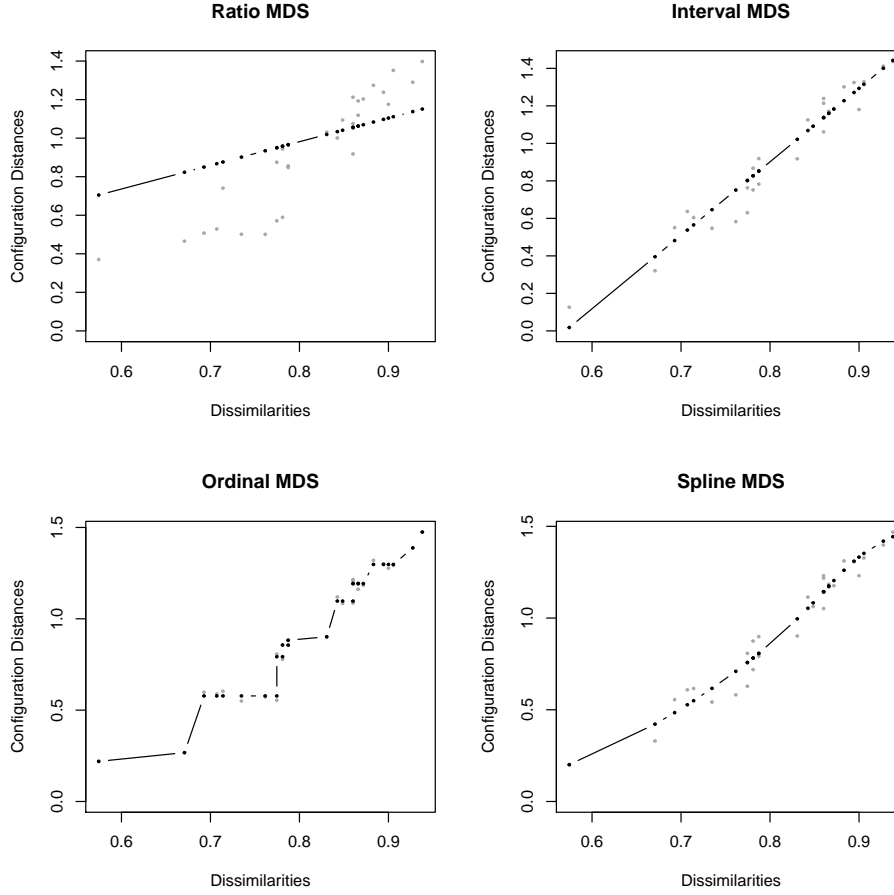 Ratio MDS
Configuration Distances
0.0 0.2 0.4 0.6 0.8 1.0 1.2 1.4
0.6 0.7 0.8 0.9
Dissimilarities
Interval MDS
Configuration Distances
0.0 0.2 0.4 0.6 0.8 1.0 1.2 1.4
0.6 0.7 0.8 0.9
Dissimilarities
Ordinal MDS
Configuration Distances
0.0 0.5 1.0 1.5
0.6 0.7 0.8 0.9
Dissimilarities
Spline MDS
Configuration Distances
0.0 0.5 1.0 1.5
0.6 0.7 0.8 0.9
Dissimilarities